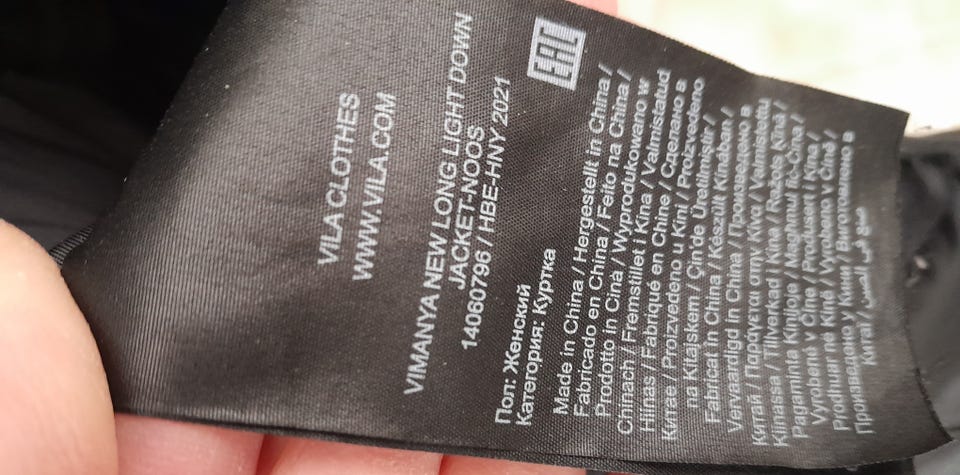 VILA CLOTHES
WWW.VILA.COM
VIMANYA NEW LONG LIGHT DOWN
JACKET-NOOS
14060796 / HBE-HNY 2021
EAC
Пол: Женский
Категория: Куртка
Made in China / Hergestellt in China /
Fabricado en China / Feito na China /
Prodotto in Cina / Wyprodukowano w
Chinach / Fremstillet i Kina / Valmistatud
Hiinas / Fabriqué en Chine / Сделано в
Китае / Proizvedeno u Kini / Proizvedeno
na Kitajskem / Çin'de Üretilmiştir /
Fabricat in China / Készült Kínában /
Vervaardigd in China / Произведено в
Китай / Παράγεται στην Κίνα / Valmistettu
Kiinassa / Tillverkad i Kina / Ražots Ķīnā /
Pagaminta Kinijoje / Maghmul fiċ-Ċina /
Vyrobené v Číne / Produsert i Kina /
Prodhuar në Kinë / Vyrobeno v Číně /
Произведено у Кини / Виготовлено в
Китаї / صنع في الصين